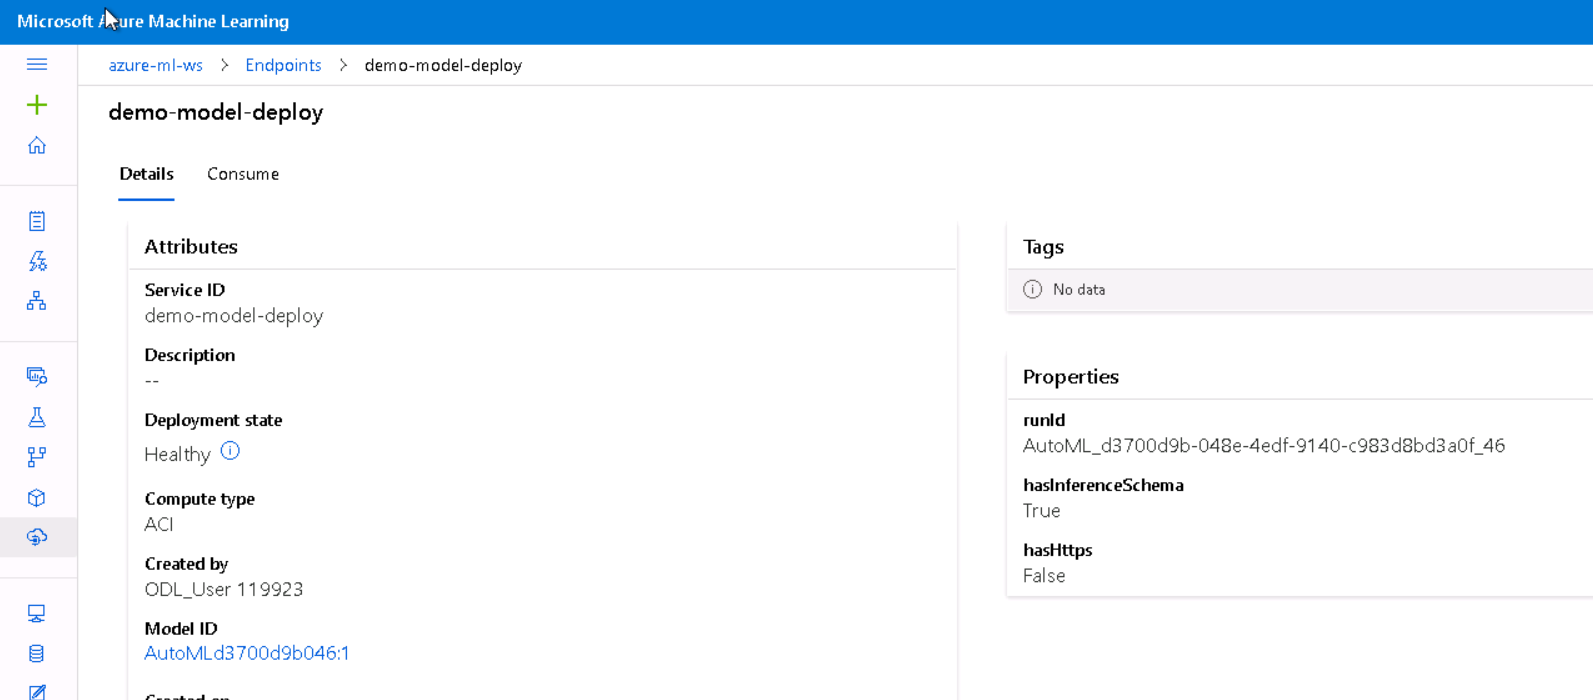 Microsoft Azure Machine Learning
azure-ml-ws > Endpoints > demo-model-deploy
demo-model-deploy
Details Consume
Attributes
Service ID
demo-model-deploy
Description
--
Deployment state
Healthy
Compute type
ACI
Created by
ODL_User 119923
Model ID
AutoMLd3700d9b046:1
Created on
Tags
No data
Properties
runId
AutoML_d3700d9b-048e-4edf-9140-c983d8bd3a0f_46
hasInferenceSchema
True
hasHttps
False